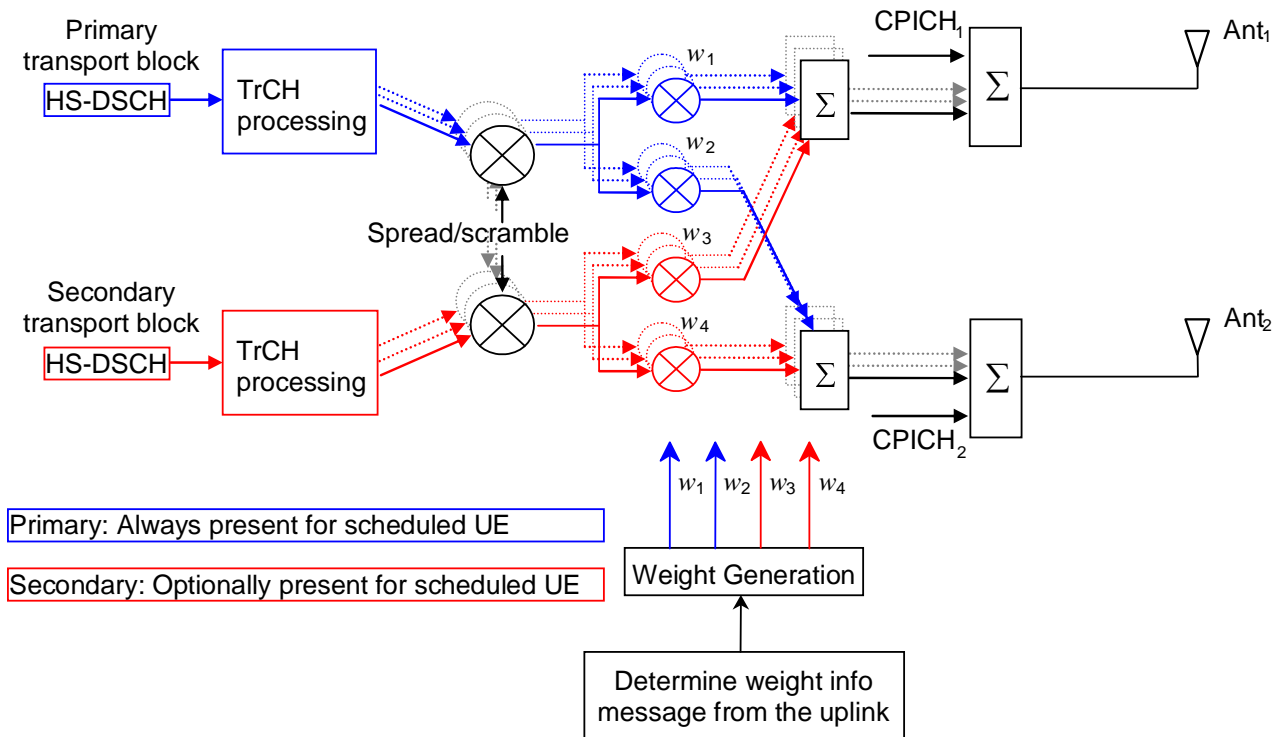 Primary
transport block
HS-DSCH
TrCH
processing
w1
w2
Σ
CPICH1
Σ
Ant1
Spread/scramble
Secondary
transport block
HS-DSCH
TrCH
processing
w3
w4
Σ
CPICH2
Σ
Ant2
w1 w2 w3 w4
Primary: Always present for scheduled UE
Secondary: Optionally present for scheduled UE
Weight Generation
Determine weight info
message from the uplink